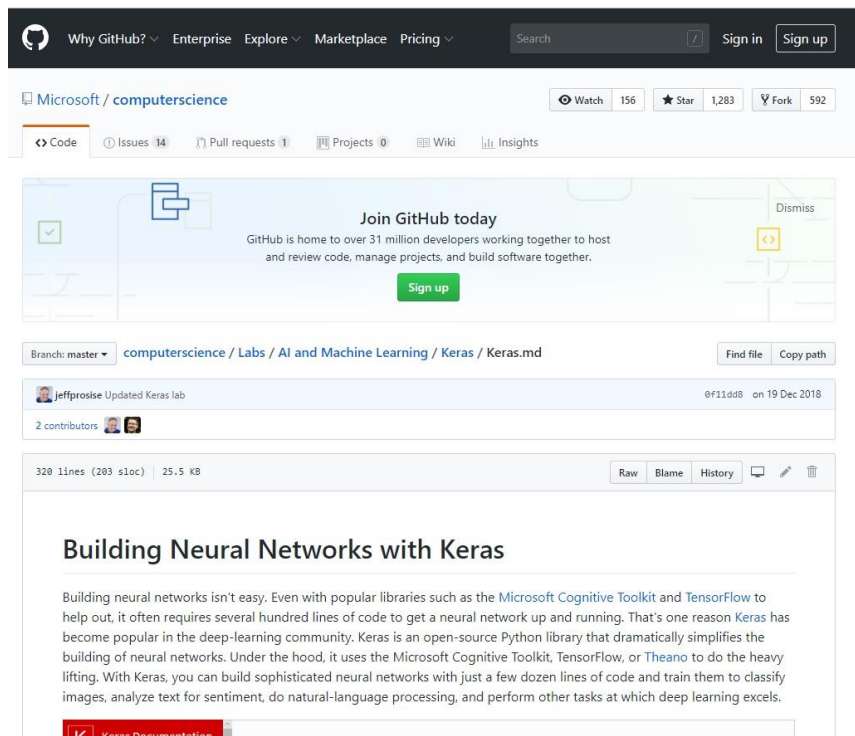 Why GitHub? Enterprise Explore Marketplace Pricing Search / Sign in Sign up
Microsoft / computerscience Watch 156 Star 1,283 Fork 592
<> Code Issues 14 Pull requests 1 Projects 0 Wiki Insights
Dismiss
Join GitHub today
GitHub is home to over 31 million developers working together to host
and review code, manage projects, and build software together.
Sign up
Branch: master computerscience / Labs / AI and Machine Learning / Keras / Keras.md Find file Copy path
jeffprosise Updated Keras lab 0f11dd8 on 19 Dec 2018
2 contributors
320 lines (203 sloc) 25.5 KB Raw Blame History
Building Neural Networks with Keras
Building neural networks isn't easy. Even with popular libraries such as the Microsoft Cognitive Toolkit and TensorFlow to
help out, it often requires several hundred lines of code to get a neural network up and running. That's one reason Keras has
become popular in the deep-learning community. Keras is an open-source Python library that dramatically simplifies the
building of neural networks. Under the hood, it uses the Microsoft Cognitive Toolkit, TensorFlow, or Theano to do the heavy
lifting. With Keras, you can build sophisticated neural networks with just a few dozen lines of code and train them to classify
images, analyze text for sentiment, do natural-language processing, and perform other tasks at which deep learning excels.
K Keras Documentation